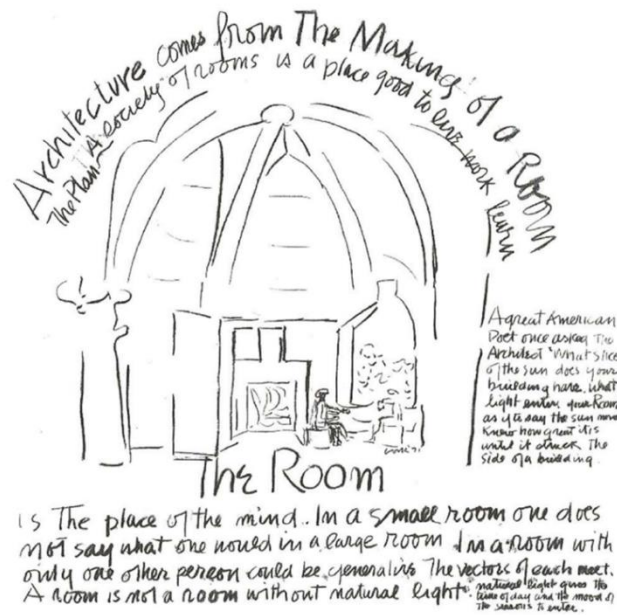 Architecture comes from The Making of a Room
The Plan A society of rooms is a place good to live work learn
A great American
Poet once asked The
Architect 'What slice
of the sun does your
building have. what
light enters your Room
as if to say the sun never
knew how great it is
until it struck The
side of a building.
The Room
is The place of the mind. In a small room one does
not say what one would in a large room In a room with
only one other person could be generative The vectors of each meet.
A room is not a room without natural light
natural light gives The
time of day and the mood of
The seasons to enter.